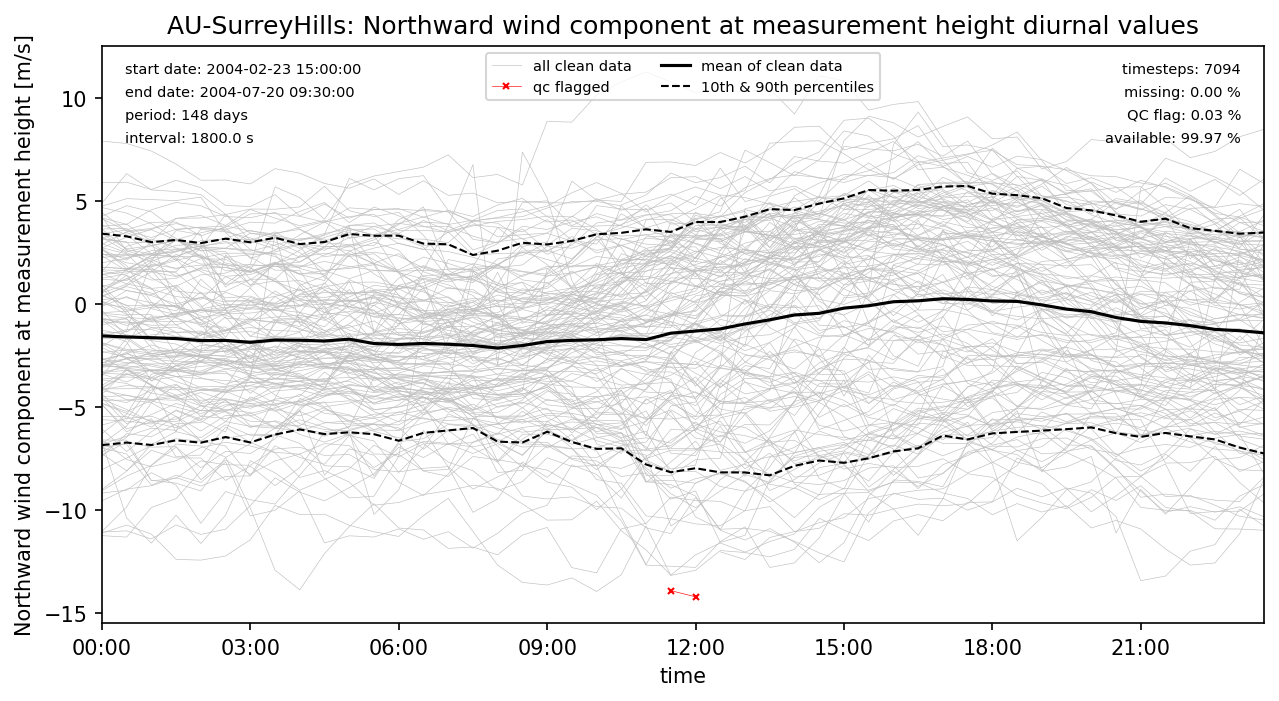 AU-SurreyHills: Northward wind component at measurement height diurnal values
Northward wind component at measurement height [m/s]
start date: 2004-02-23 15:00:00
end date: 2004-07-20 09:30:00
period: 148 days
interval: 1800.0 s
all clean data
qc flagged
mean of clean data
10th & 90th percentiles
timesteps: 7094
missing: 0.00 %
QC flag: 0.03 %
available: 99.97 %
10
5
0
−5
−10
−15
00:00 03:00 06:00 09:00 12:00 15:00 18:00 21:00
time